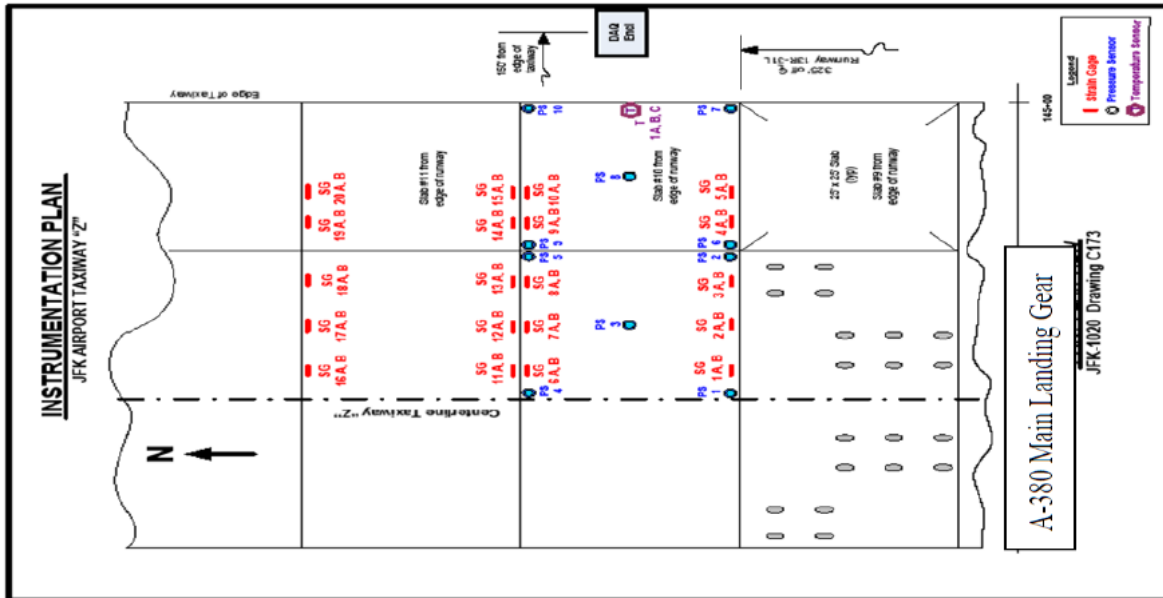 INSTRUMENTATION PLAN
JFK AIRPORT TAXIWAY "Z"
N
Centerline Taxiway "Z"
Edge of Taxiway
150' from
edge of
taxiway
DAQ
Encl
325' off of
Runway 13R-31L
145+00
Legend
Strain Gage
Pressure Sensor
Temperature Sensor
Slab #11 from
edge of runway
Slab #10 from
edge of runway
25' x 25' Slab
(typ)
Slab #9 from
edge of runway
SG
16 A, B
SG
17 A, B
SG
18 A, B
SG
19 A, B
SG
20 A, B
SG
11 A, B
SG
12 A, B
SG
13 A, B
SG
14 A, B
SG
15 A, B
SG
6 A, B
SG
7 A, B
SG
8 A, B
SG
9 A, B
SG
10 A, B
SG
1 A, B
SG
2 A, B
SG
3 A, B
SG
4 A, B
SG
5 A, B
PS
4
PS
5
PS
9
PS
10
PS
3
PS
8
T
T
1 A, B, C
PS
1
PS
2
PS
6
PS
7
A-380 Main Landing Gear
JFK-1020 Drawing C173